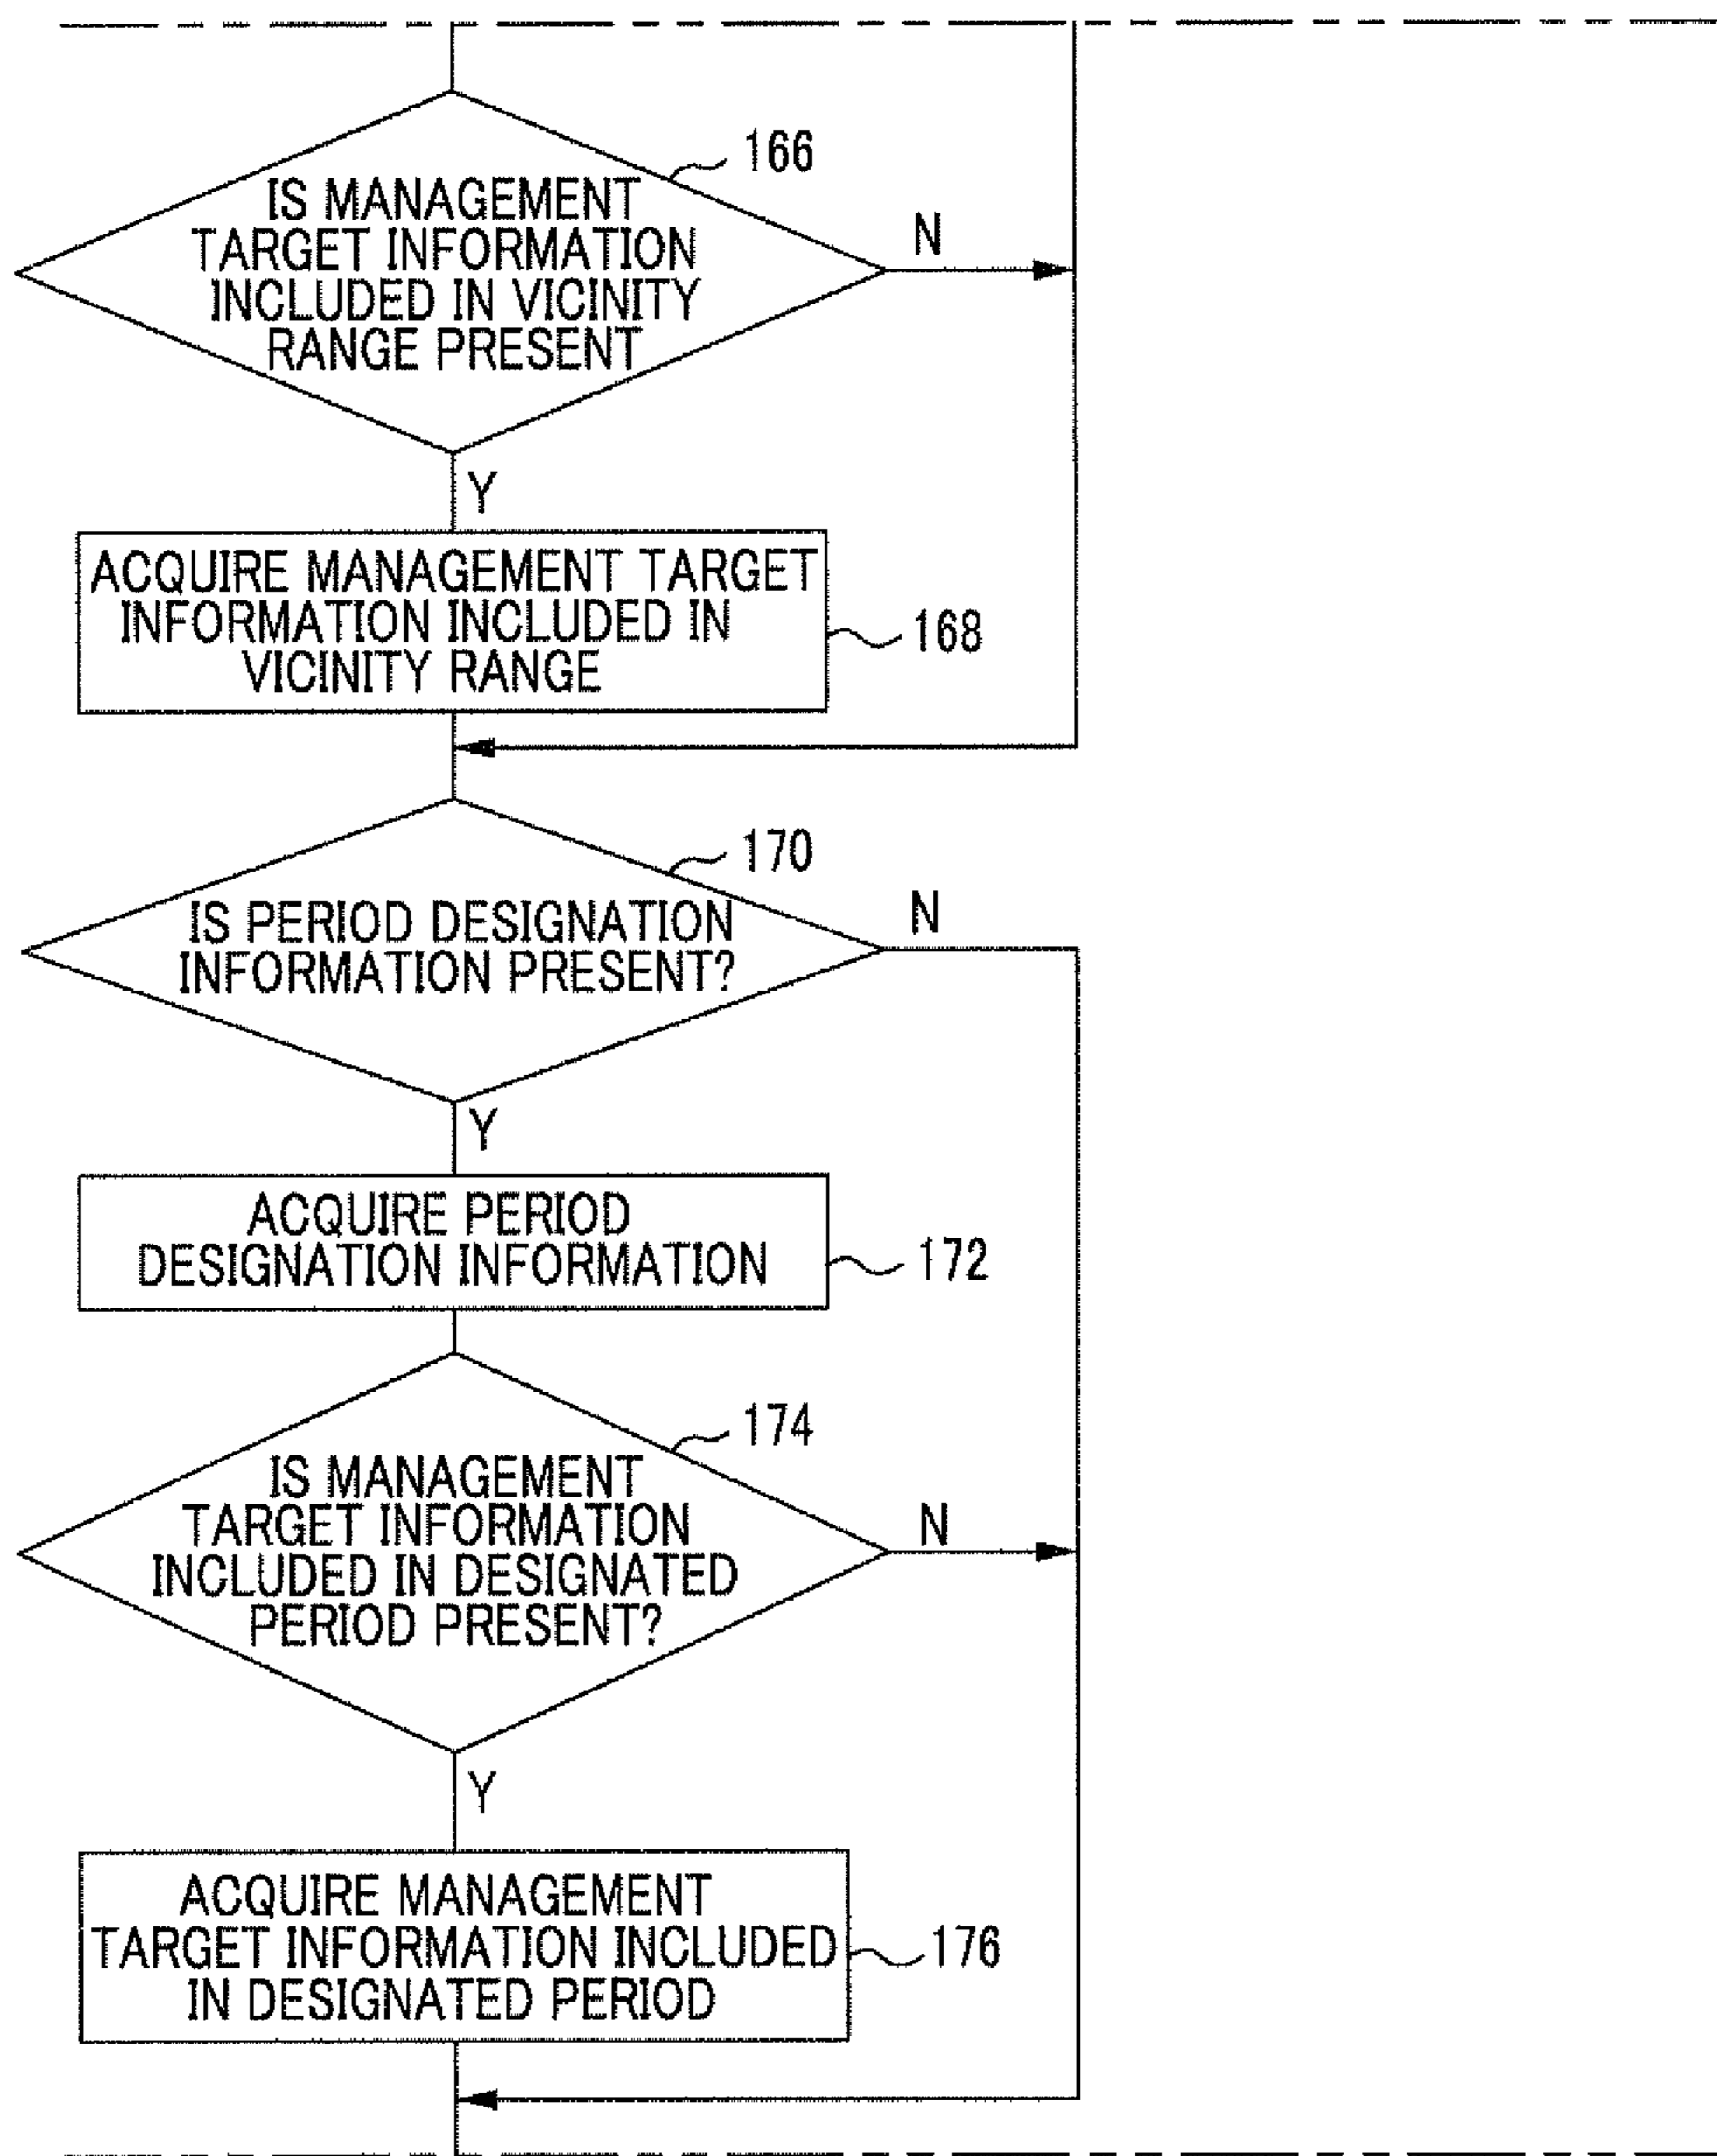 166
IS MANAGEMENT
TARGET INFORMATION
INCLUDED IN VICINITY
RANGE PRESENT
N
Y
ACQUIRE MANAGEMENT TARGET
INFORMATION INCLUDED IN
VICINITY RANGE
168
170
IS PERIOD DESIGNATION
INFORMATION PRESENT?
N
Y
ACQUIRE PERIOD
DESIGNATION INFORMATION
172
174
IS MANAGEMENT
TARGET INFORMATION
INCLUDED IN DESIGNATED
PERIOD PRESENT?
N
Y
ACQUIRE MANAGEMENT
TARGET INFORMATION INCLUDED
IN DESIGNATED PERIOD
176